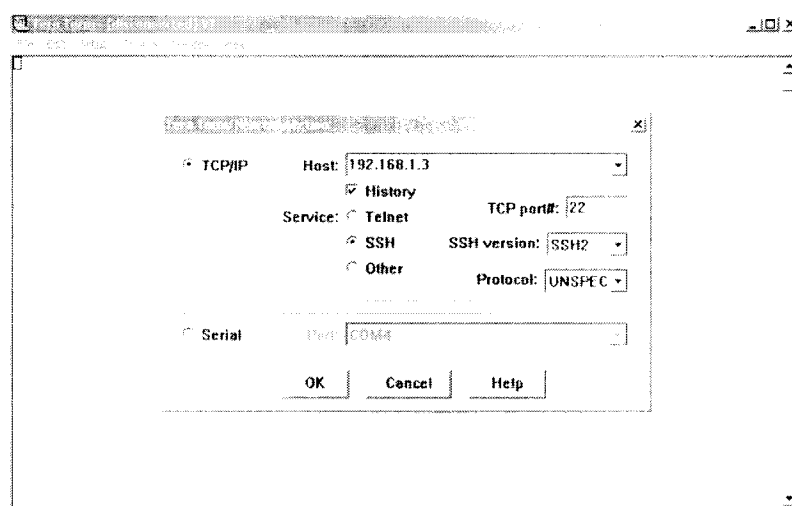 TCP/IP Host: 192.168.1.3
History
Service: Telnet TCP port#: 22
SSH SSH version: SSH2
Other Protocol: UNSPEC
Serial Port: COM4
OK Cancel Help